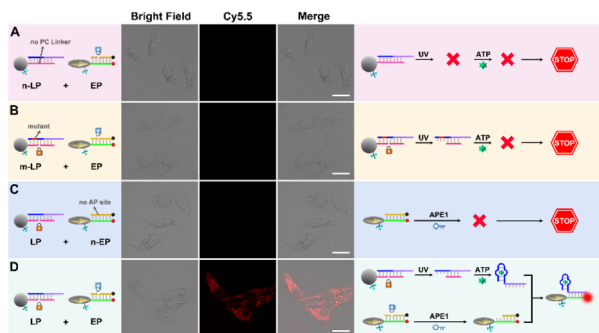 Bright Field Cy5.5 Merge
A
no PC Linker
n-LP + EP
UV ATP STOP
B
mutant
m-LP + EP
UV ATP STOP
C
no AP site
LP + n-EP
APE1 STOP
D
LP + EP
UV ATP
APE1